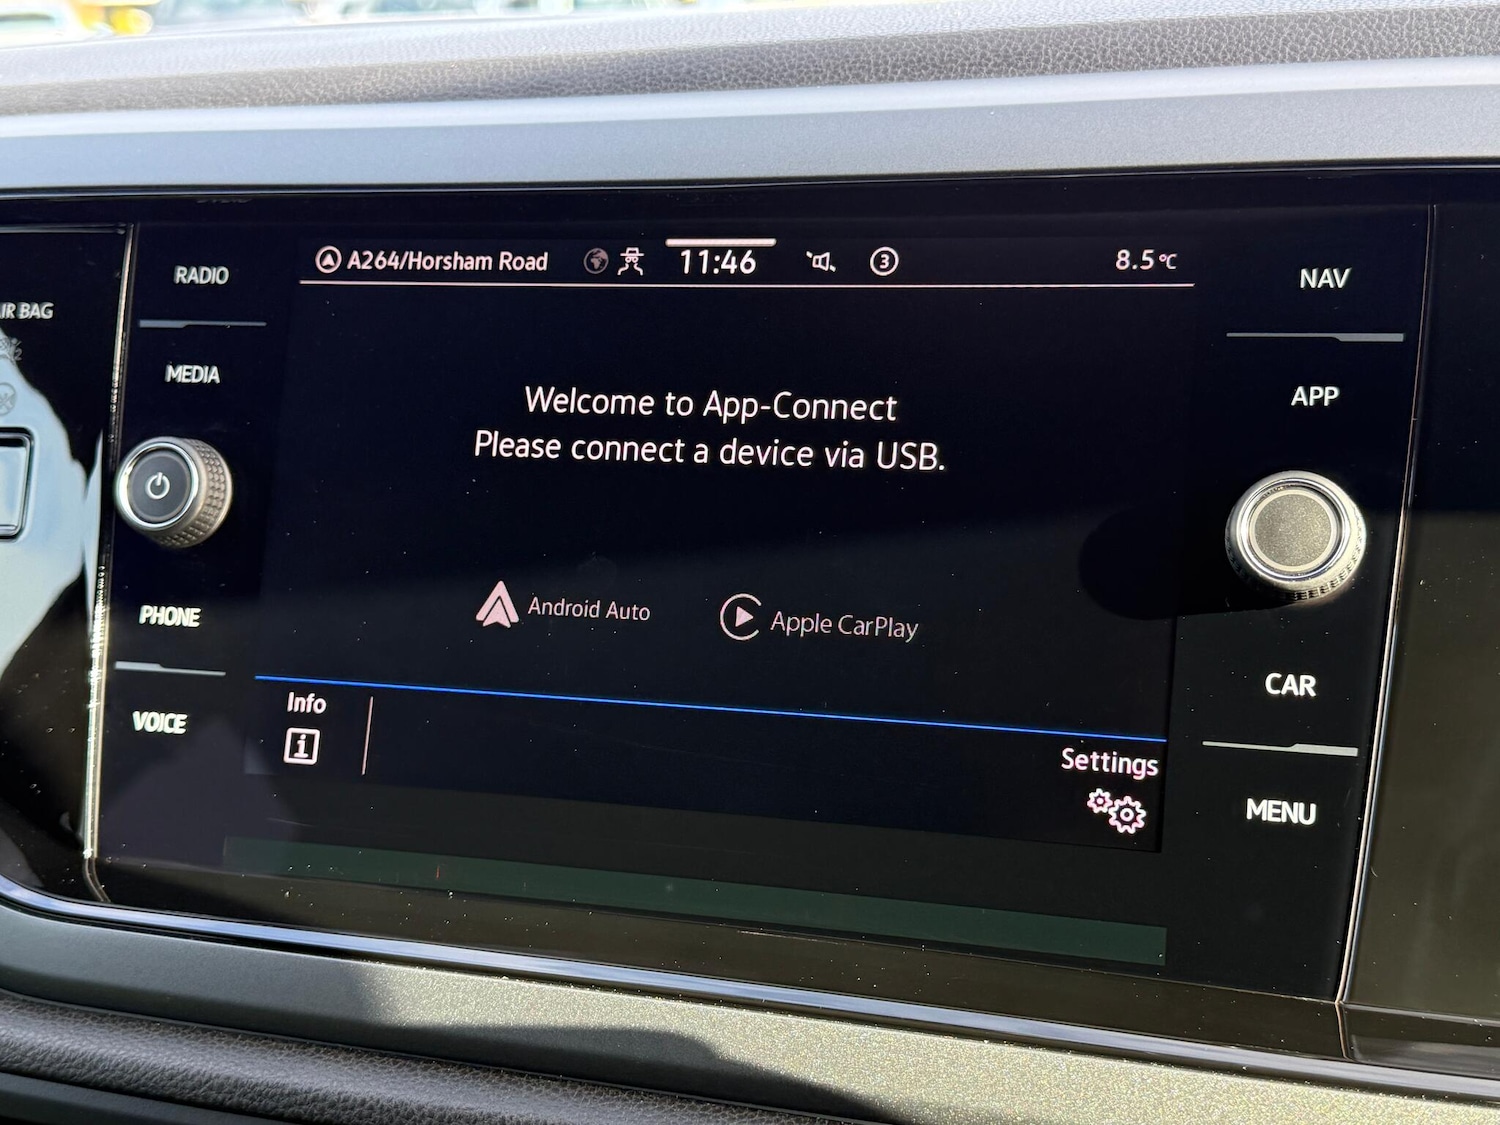 A264/Horsham Road
11:46
3
8.5°C
RADIO
MEDIA
PHONE
VOICE
Welcome to App-Connect
Please connect a device via USB.
Android Auto
Apple CarPlay
Info
i
Settings
NAV
APP
CAR
MENU
IR BAG